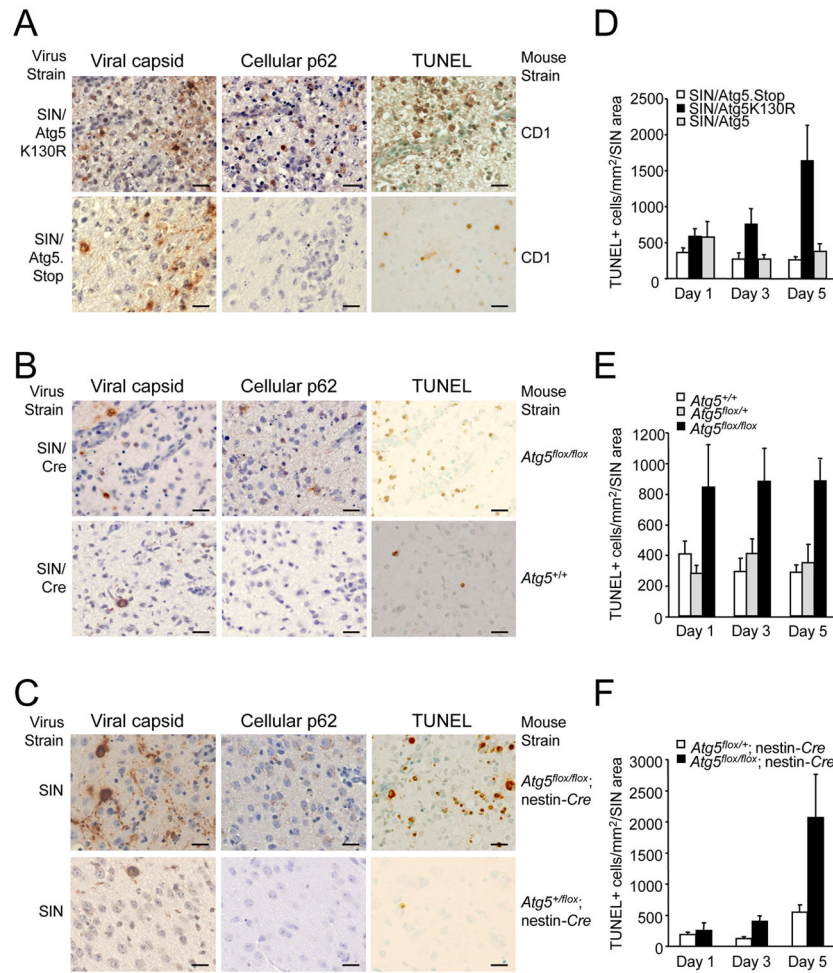 A
Virus Strain
Viral capsid
Cellular p62
TUNEL
Mouse Strain
SIN/ Atg5 K130R
CD1
SIN/ Atg5. Stop
CD1
D
SIN/Atg5.Stop
SIN/Atg5K130R
SIN/Atg5
TUNEL+ cells/mm²/SIN area
2500
2000
1500
1000
500
0
Day 1 Day 3 Day 5
B
Virus Strain
Viral capsid
Cellular p62
TUNEL
Mouse Strain
SIN/ Cre
Atg5flox/flox
SIN/ Cre
Atg5+/+
E
Atg5+/+
Atg5flox/+
Atg5flox/flox
TUNEL+ cells/mm²/SIN area
1200
1000
800
600
400
200
0
Day 1 Day 3 Day 5
C
Virus Strain
Viral capsid
Cellular p62
TUNEL
Mouse Strain
SIN
Atg5flox/flox; nestin-Cre
SIN
Atg5+/flox; nestin-Cre
F
Atg5flox/+; nestin-Cre
Atg5flox/flox; nestin-Cre
TUNEL+ cells/mm²/SIN area
3000
2500
2000
1500
1000
500
0
Day 1 Day 3 Day 5